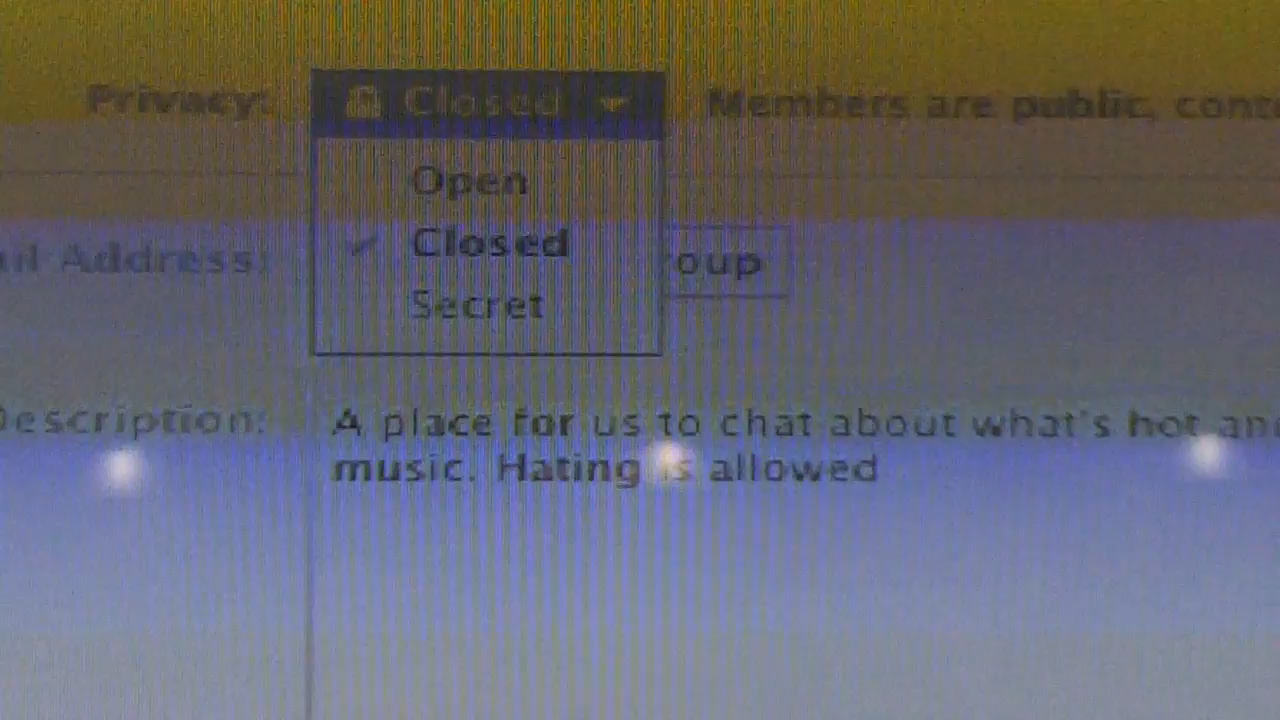 Privacy: Closed Members are public, conte
Open
Closed
ail Address: oup
Secret
Description: A place for us to chat about what's hot and
music. Hating is allowed